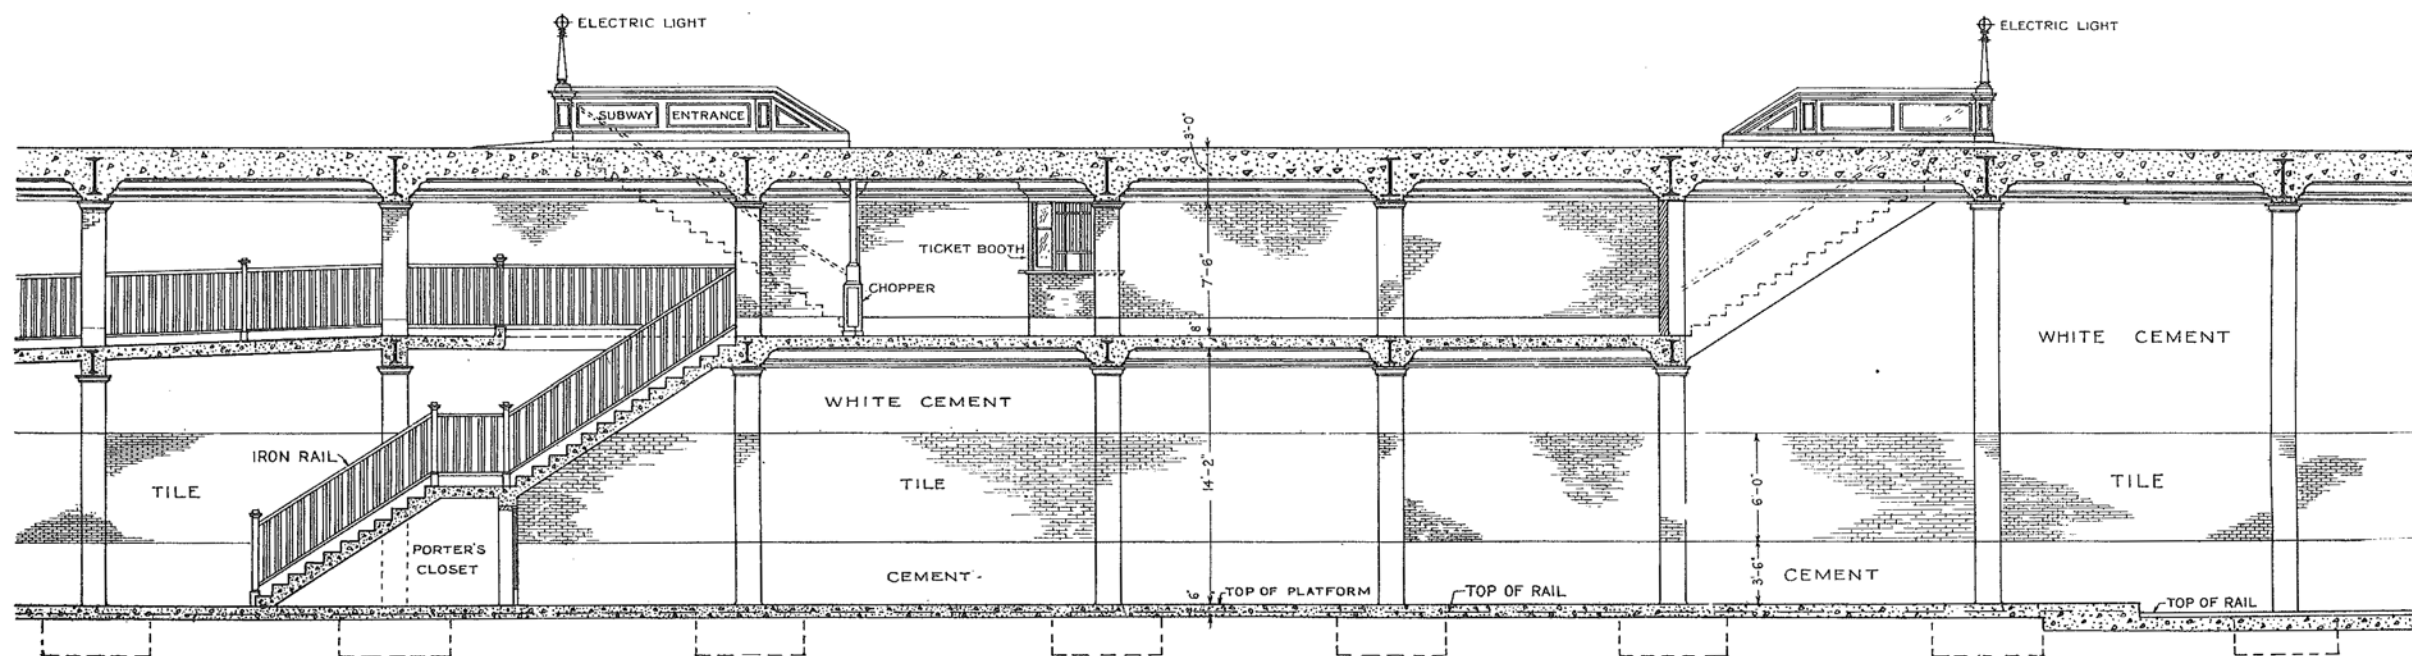 ELECTRIC LIGHT
ELECTRIC LIGHT
SUBWAY ENTRANCE
3'-0"
TICKET BOOTH
CHOPPER
7'-6"
8"
WHITE CEMENT
WHITE CEMENT
IRON RAIL
TILE
TILE
14'-2"
6'-0"
TILE
PORTER'S
CLOSET
CEMENT
3'-6"
CEMENT
6"
TOP OF PLATFORM
TOP OF RAIL
TOP OF RAIL